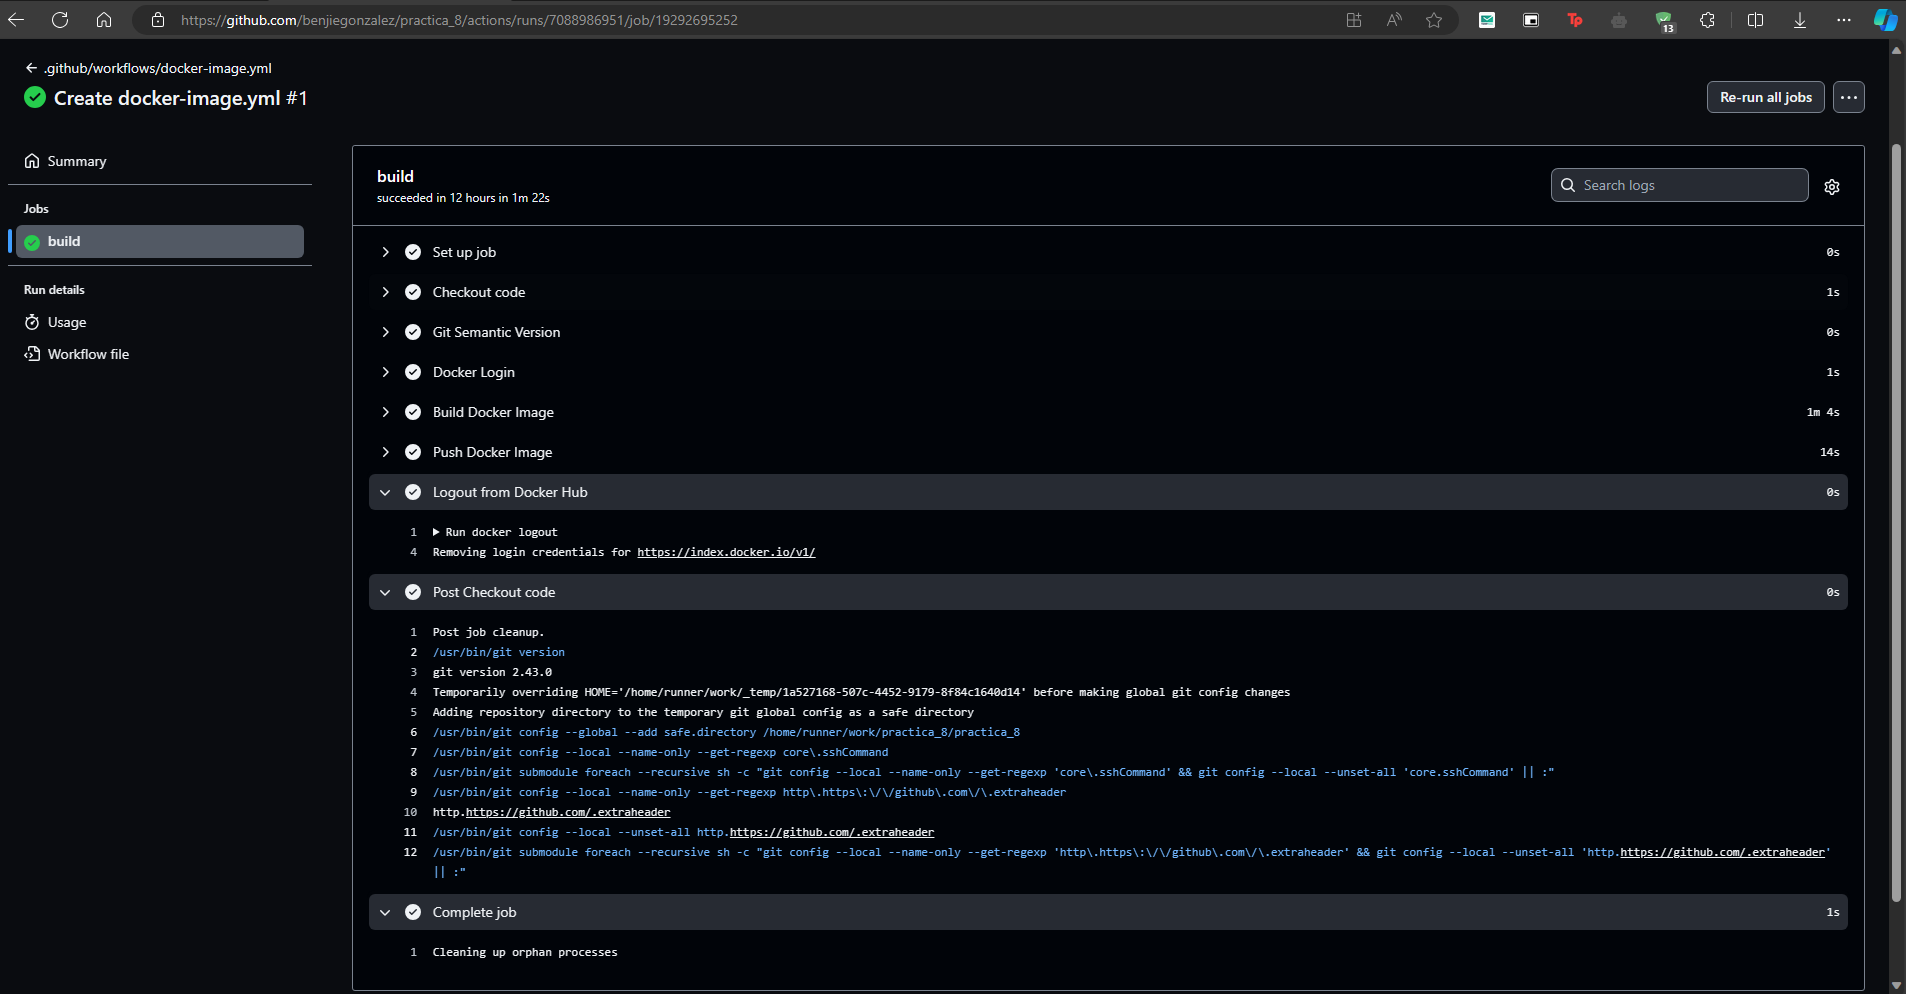 https://github.com/benjiegonzalez/practica_8/actions/runs/7088986951/job/19292695252
13
.github/workflows/docker-image.yml
Create docker-image.yml #1
Re-run all jobs
Summary
Jobs
build
Run details
Usage
Workflow file
build
succeeded in 12 hours in 1m 22s
Search logs
Set up job 0s
Checkout code 1s
Git Semantic Version 0s
Docker Login 1s
Build Docker Image 1m 4s
Push Docker Image 14s
Logout from Docker Hub 0s
1 Run docker logout
4 Removing login credentials for https://index.docker.io/v1/
Post Checkout code 0s
1 Post job cleanup.
2 /usr/bin/git version
3 git version 2.43.0
4 Temporarily overriding HOME='/home/runner/work/_temp/1a527168-507c-4452-9179-8f84c1640d14' before making global git config changes
5 Adding repository directory to the temporary git global config as a safe directory
6 /usr/bin/git config --global --add safe.directory /home/runner/work/practica_8/practica_8
7 /usr/bin/git config --local --name-only --get-regexp core\.sshCommand
8 /usr/bin/git submodule foreach --recursive sh -c "git config --local --name-only --get-regexp 'core\.sshCommand' && git config --local --unset-all 'core.sshCommand' || :"
9 /usr/bin/git config --local --name-only --get-regexp http\.https\:\/\/github\.com\/\.extraheader
10 http.https://github.com/.extraheader
11 /usr/bin/git config --local --unset-all http.https://github.com/.extraheader
12 /usr/bin/git submodule foreach --recursive sh -c "git config --local --name-only --get-regexp 'http\.https\:\/\/github\.com\/\.extraheader' && git config --local --unset-all 'http.https://github.com/.extraheader'
|| :"
Complete job 1s
1 Cleaning up orphan processes